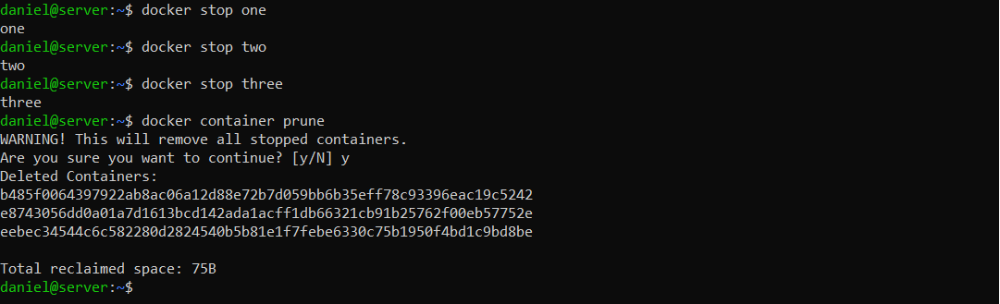 daniel@server:~$ docker stop one
one
daniel@server:~$ docker stop two
two
daniel@server:~$ docker stop three
three
daniel@server:~$ docker container prune
WARNING! This will remove all stopped containers.
Are you sure you want to continue? [y/N] y
Deleted Containers:
b485f0064397922ab8ac06a12d88e72b7d059bb6b35eff78c93396eac19c5242
e8743056dd0a01a7d1613bcd142ada1acff1db66321cb91b25762f00eb57752e
eebec34544c6c582280d2824540b5b81e1f7febe6330c75b1950f4bd1c9bd8be
Total reclaimed space: 75B
daniel@server:~$